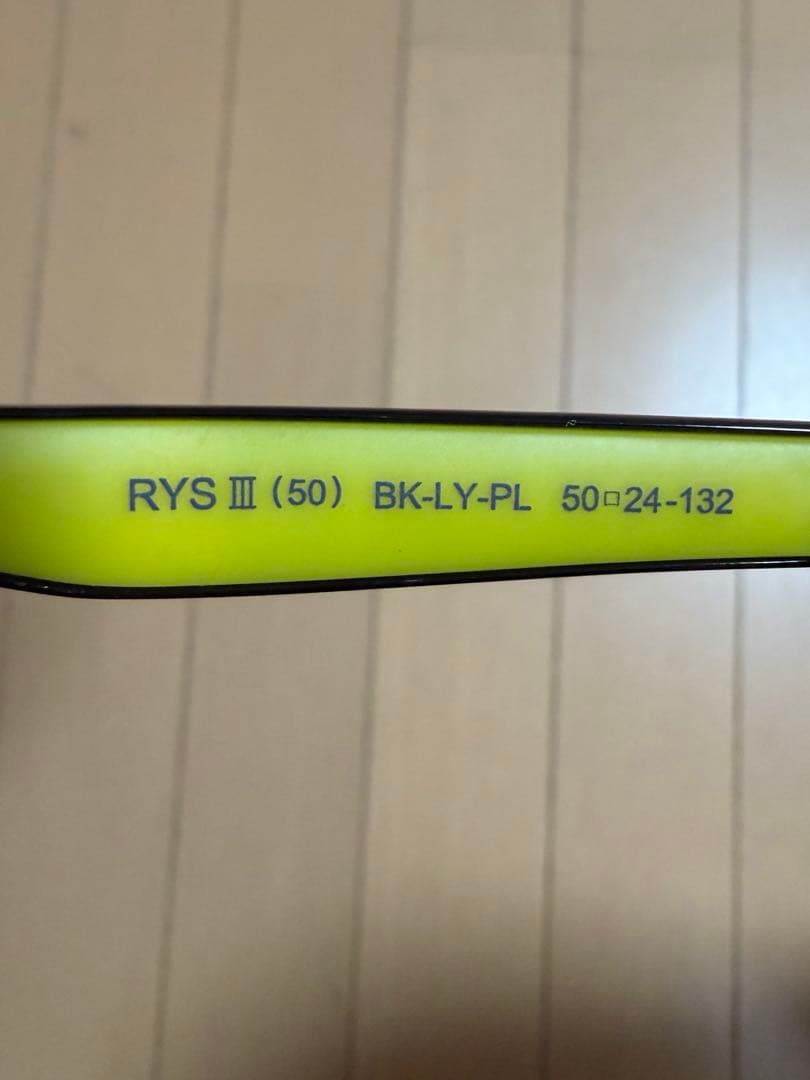 RYS Ⅲ (50) BK-LY-PL 50□24-132